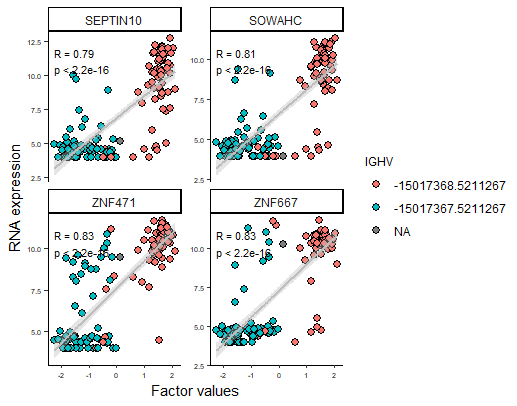 SEPTIN10
SOWAHC
12.5
10.0
7.5
5.0
2.5
R = 0.79
p < 2.2e-16
10.0
7.5
5.0
2.5
R = 0.81
p < 2.2e-16
RNA expression
ZNF471
ZNF667
10.0
7.5
5.0
R = 0.83
p < 2.2e-16
10.0
7.5
5.0
2.5
R = 0.83
p < 2.2e-16
-2 -1 0 1 2
-2 -1 0 1 2
Factor values
IGHV
-15017368.5211267
-15017367.5211267
NA